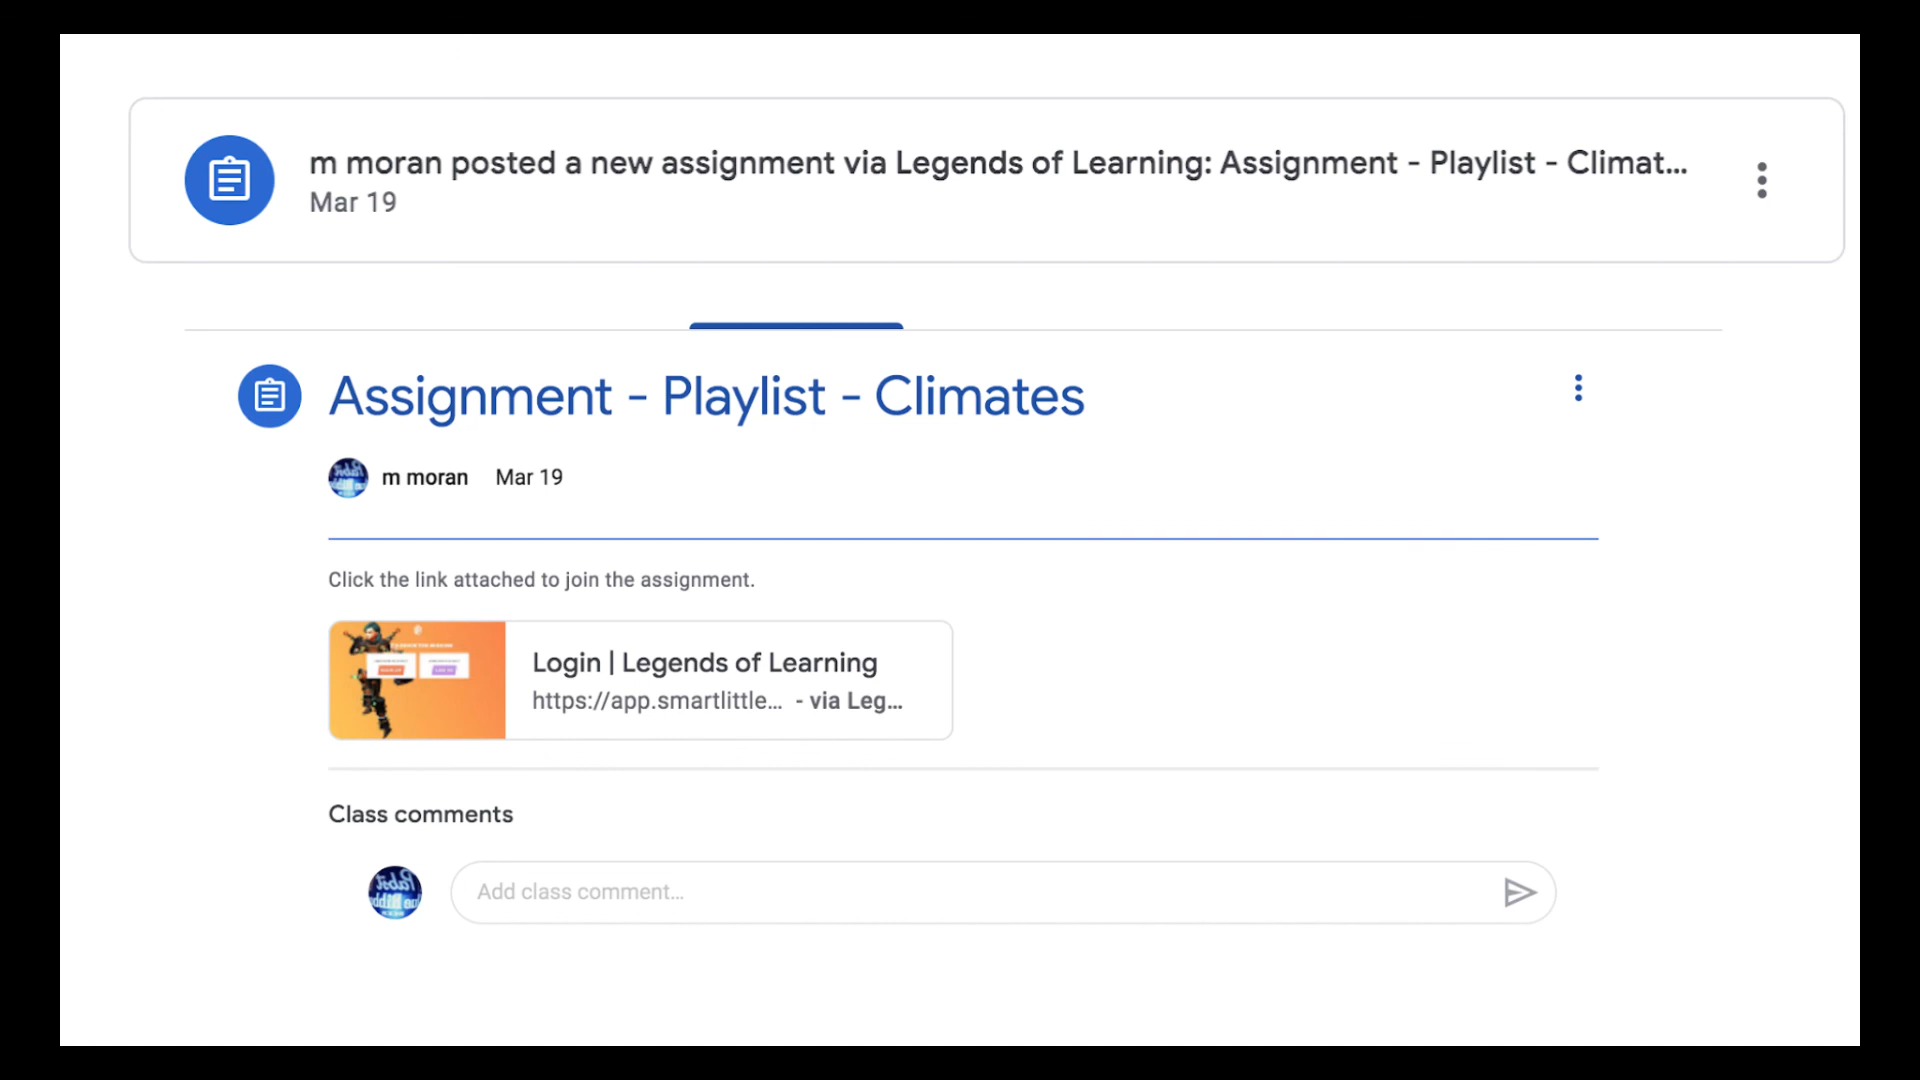 m moran posted a new assignment via Legends of Learning: Assignment - Playlist - Climat...
Mar 19
Assignment - Playlist - Climates
m moran Mar 19
Click the link attached to join the assignment.
Login | Legends of Learning
https://app.smartlittle... - via Leg...
Class comments
Add class comment...